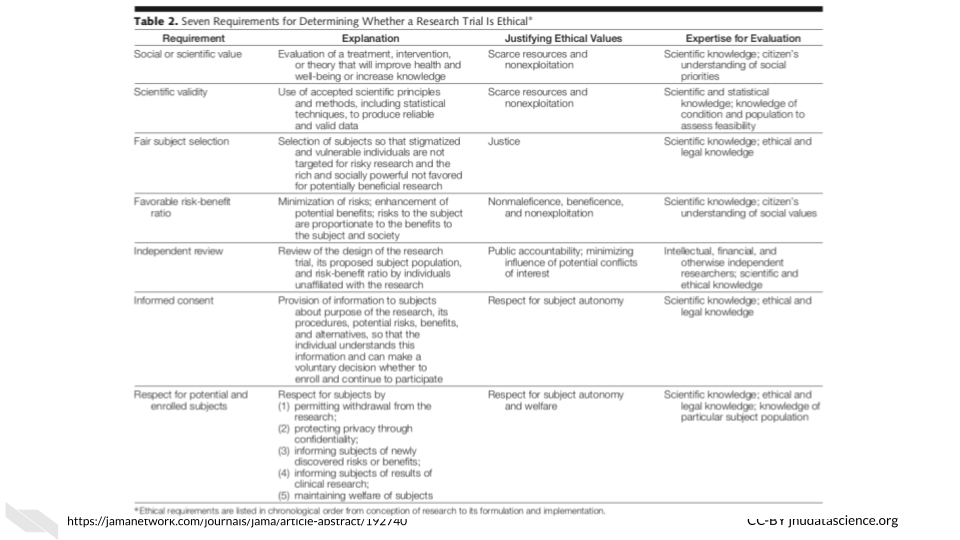 Table 2. Seven Requirements for Determining Whether a Research Trial Is Ethical*
Requirement Explanation Justifying Ethical Values Expertise for Evaluation
Social or scientific value Evaluation of a treatment, intervention, Scarce resources and Scientific knowledge; citizen's
or theory that will improve health and nonexploitation understanding of social
well-being or increase knowledge priorities
Scientific validity Use of accepted scientific principles Scarce resources and Scientific and statistical
and methods, including statistical nonexploitation knowledge; knowledge of
techniques, to produce reliable condition and population to
and valid data assess feasibility
Fair subject selection Selection of subjects so that stigmatized Justice Scientific knowledge; ethical and
and vulnerable individuals are not legal knowledge
targeted for risky research and the
rich and socially powerful not favored
for potentially beneficial research
Favorable risk-benefit Minimization of risks; enhancement of Nonmaleficence, beneficence, Scientific knowledge; citizen's
ratio potential benefits; risks to the subject and nonexploitation understanding of social values
are proportionate to the benefits to
the subject and society
Independent review Review of the design of the research Public accountability; minimizing Intellectual, financial, and
trial, its proposed subject population, influence of potential conflicts otherwise independent
and risk-benefit ratio by individuals of interest researchers; scientific and
unaffiliated with the research ethical knowledge
Informed consent Provision of information to subjects Respect for subject autonomy Scientific knowledge; ethical and
about purpose of the research, its legal knowledge
procedures, potential risks, benefits,
and alternatives, so that the
individual understands this
information and can make a
voluntary decision whether to
enroll and continue to participate
Respect for potential and Respect for subjects by Respect for subject autonomy Scientific knowledge; ethical and
enrolled subjects (1) permitting withdrawal from the and welfare legal knowledge; knowledge of
research; particular subject population
(2) protecting privacy through
confidentiality;
(3) informing subjects of newly
discovered risks or benefits;
(4) informing subjects of results of
clinical research;
(5) maintaining welfare of subjects
*Ethical requirements are listed in chronological order from conception of research to its formulation and implementation.
https://jamanetwork.com/journals/jama/article-abstract/192740 CC-BY jhudatascience.org